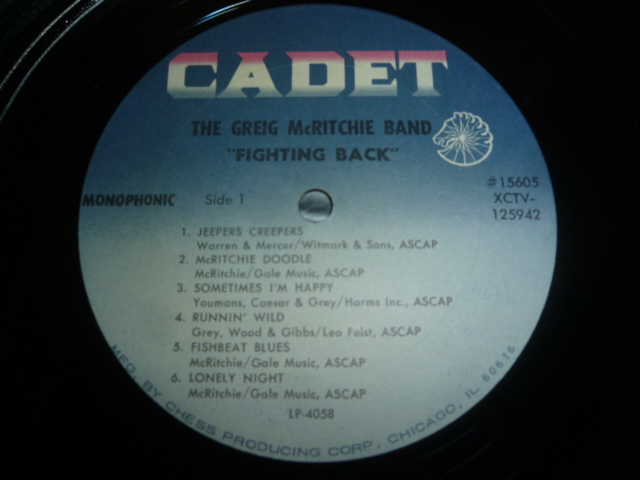 CADET
THE GREIG McRITCHIE BAND
"FIGHTING BACK"
MONOPHONIC Side 1
#15605
XCTV-
125942
1. JEEPERS CREEPERS
Warren & Mercer/Witmark & Sons, ASCAP
2. McRITCHIE DOODLE
McRitchie/Gale Music, ASCAP
3. SOMETIMES I'M HAPPY
Youmans, Caesar & Grey/Harms Inc., ASCAP
4. RUNNIN' WILD
Grey, Wood & Gibbs/Leo Feist, ASCAP
5. FISHBEAT BLUES
McRitchie/Gale Music, ASCAP
6. LONELY NIGHT
McRitchie/Gale Music, ASCAP
LP-4058
MFG. BY CHESS PRODUCING CORP., CHICAGO, IL 60616